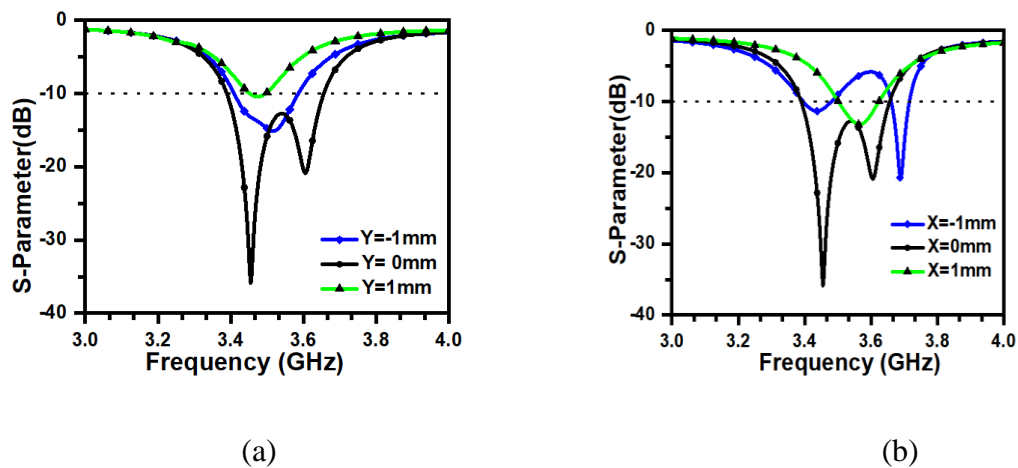 0
-10
-20
-30
-40
S-Parameter(dB)
Y=-1mm
Y= 0mm
Y=1mm
3.0 3.2 3.4 3.6 3.8 4.0
Frequency (GHz)
(a)
0
-10
-20
-30
-40
S-Parameter(dB)
X=-1mm
X=0mm
X=1mm
3.0 3.2 3.4 3.6 3.8 4.0
Frequency (GHz)
(b)